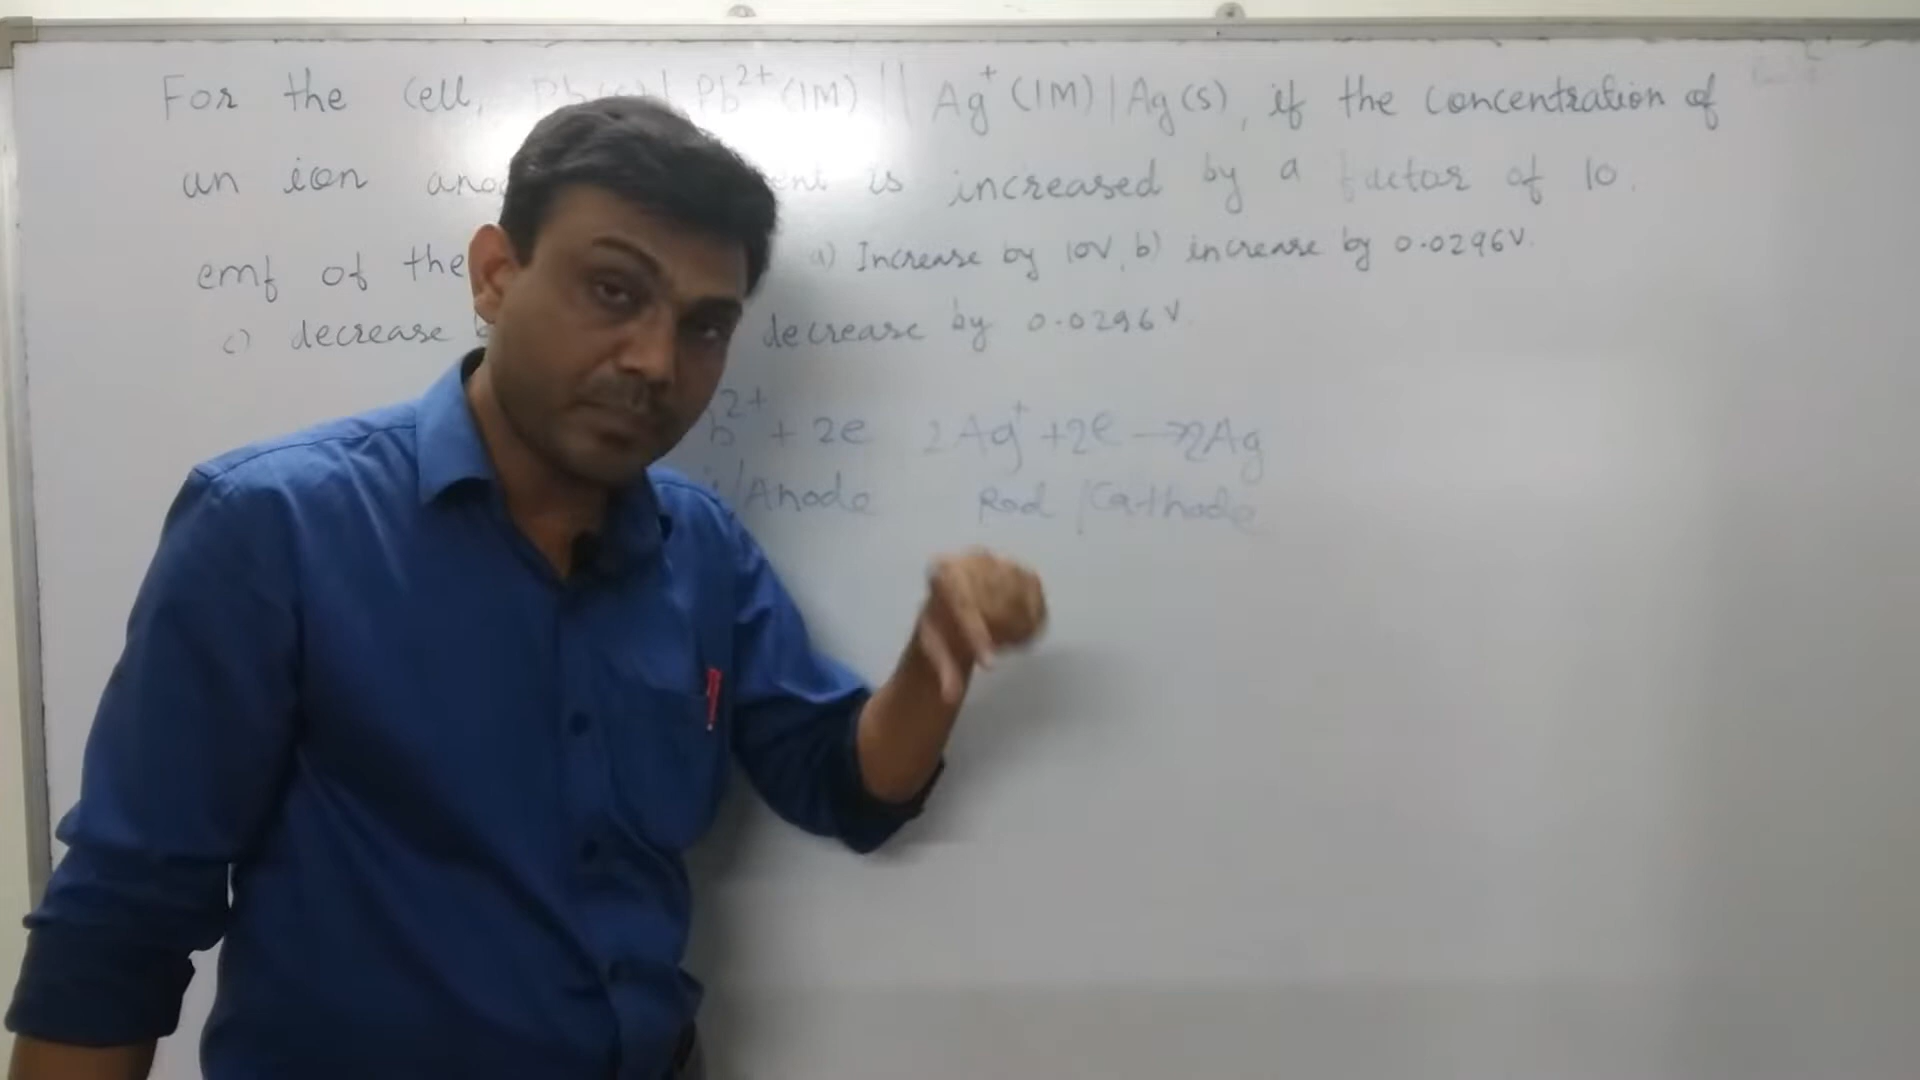 For the cell, Pb(s) | Pb²⁺ (1M) || Ag⁺ (1M) | Ag(s), if the concentration of
an ion is increased by a factor of 10.
emf of the a) Increase by 10V, b) increase by 0.0296V.
c) decrease decrease by 0.0296V.
2+ + 2e 2Ag⁺ + 2e → 2Ag
/Anode Red /Cathode